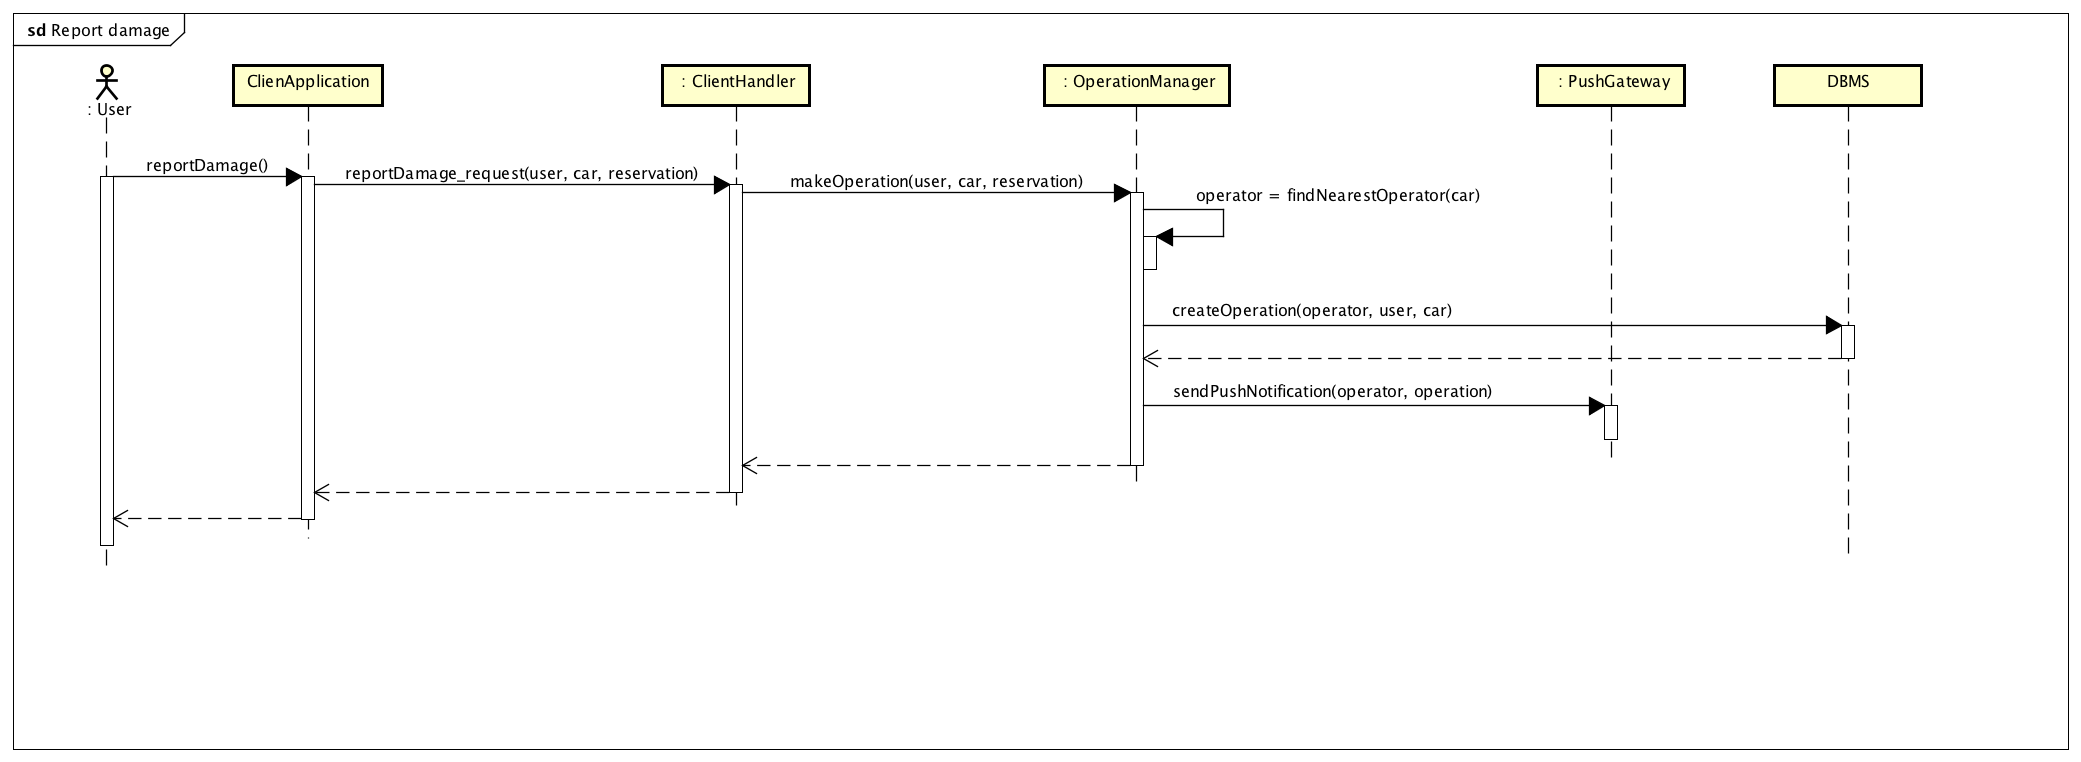 sd Report damage
: User
ClienApplication
: ClientHandler
: OperationManager
: PushGateway
DBMS
reportDamage()
reportDamage_request(user, car, reservation)
makeOperation(user, car, reservation)
operator = findNearestOperator(car)
createOperation(operator, user, car)
sendPushNotification(operator, operation)